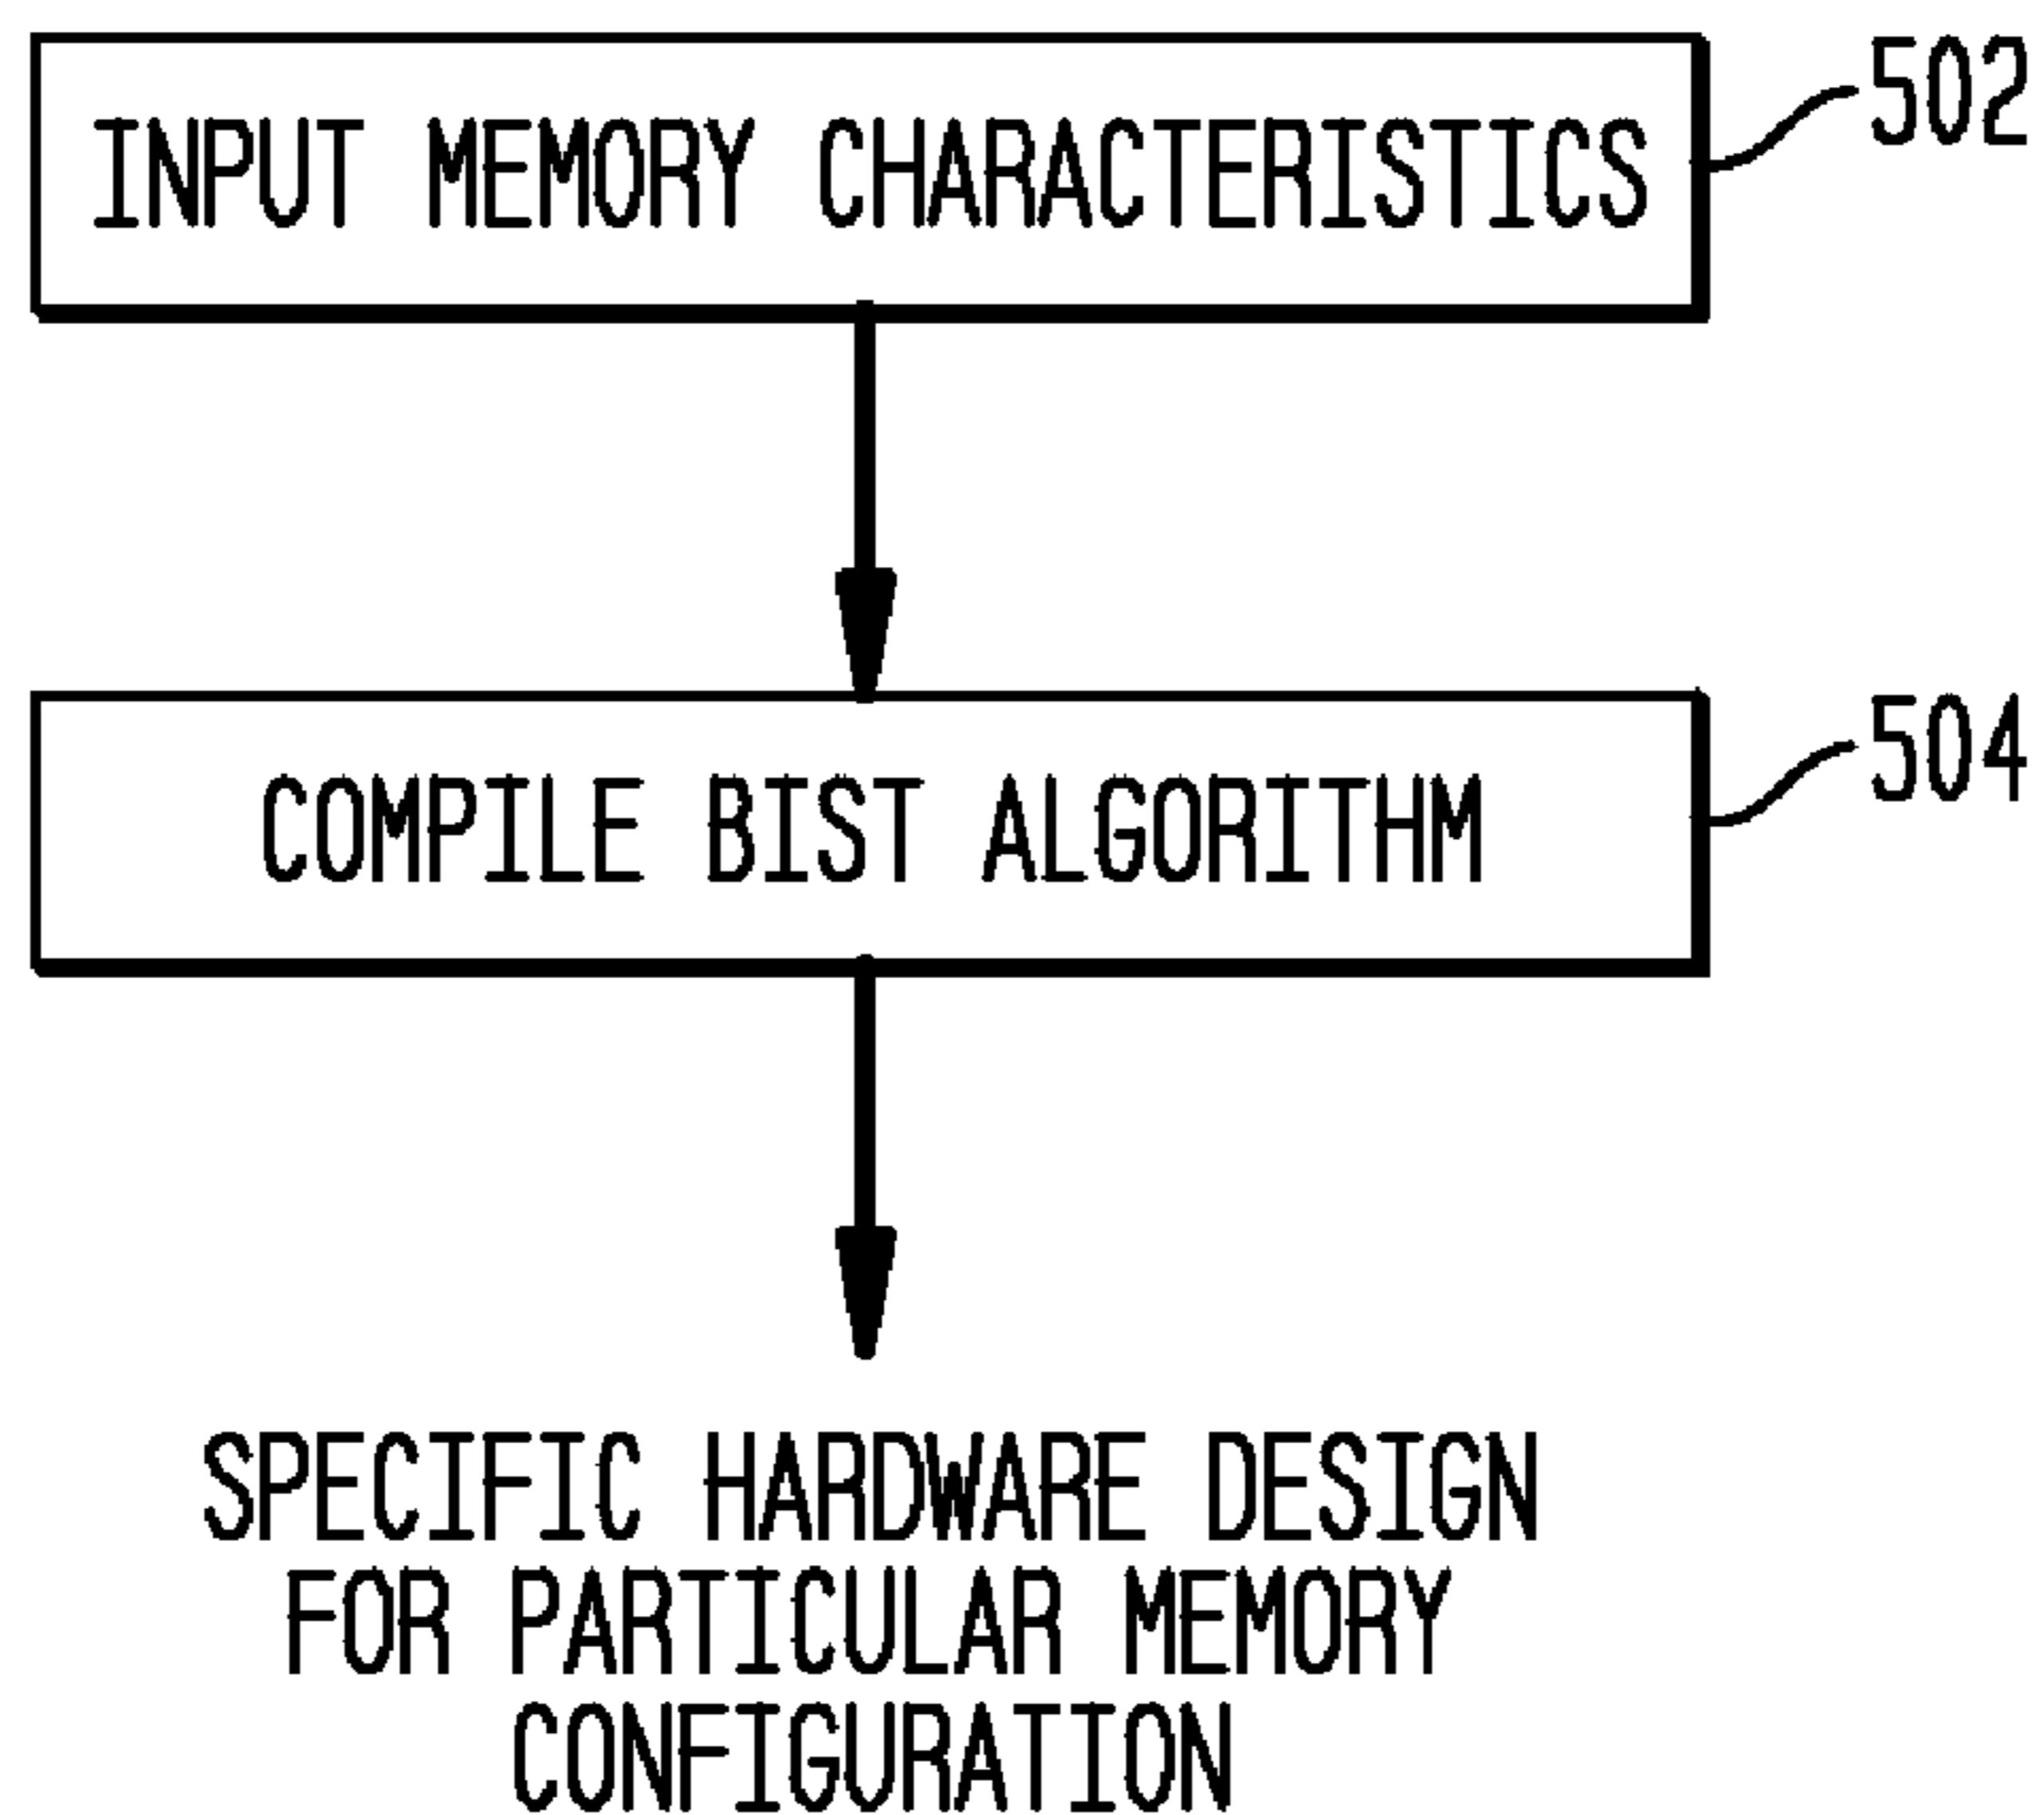 INPUT MEMORY CHARACTERISTICS
502
COMPILE BIST ALGORITHM
504
SPECIFIC HARDWARE DESIGN
FOR PARTICULAR MEMORY
CONFIGURATION